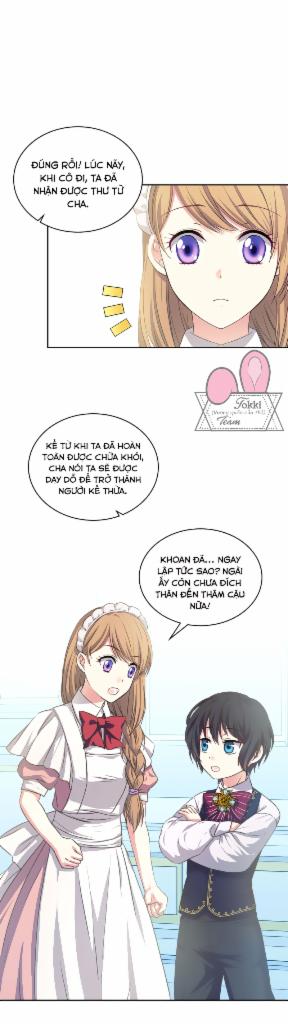 ĐÚNG RỒI! LÚC NÃY,
KHI CÔ ĐI, TA ĐÃ
NHẬN ĐƯỢC THƯ TỪ
CHA.
Tokki
Team
KỂ TỪ KHI TA ĐÃ HOÀN
TOÀN ĐƯỢC CHỮA KHỎI,
CHA NÓI TA SẼ ĐƯỢC
DẠY DỖ ĐỂ TRỞ THÀNH
NGƯỜI KẾ THỪA.
KHOAN ĐÃ... NGAY
LẬP TỨC SAO? NGÀI
ẤY CÒN CHƯA ĐÍCH
THÂN ĐẾN THĂM CẬU
NỮA!